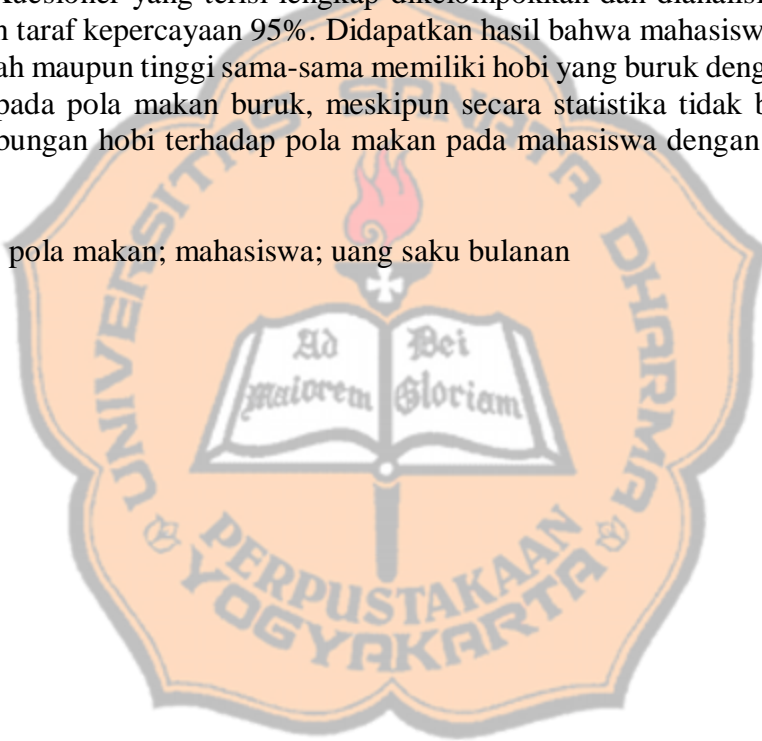 Kuesioner yang terisi lengkap dikelompokkan dan dianalisi
n taraf kepercayaan 95%. Didapatkan hasil bahwa mahasisw
ah maupun tinggi sama-sama memiliki hobi yang buruk deng
pada pola makan buruk, meskipun secara statistika tidak b
bungan hobi terhadap pola makan pada mahasiswa dengan
pola makan; mahasiswa; uang saku bulanan
UNIVERSITAS SANATA DHARMA
Ad Maiorem
Dei Gloriam
PERPUSTAKAAN
YOGYAKARTA